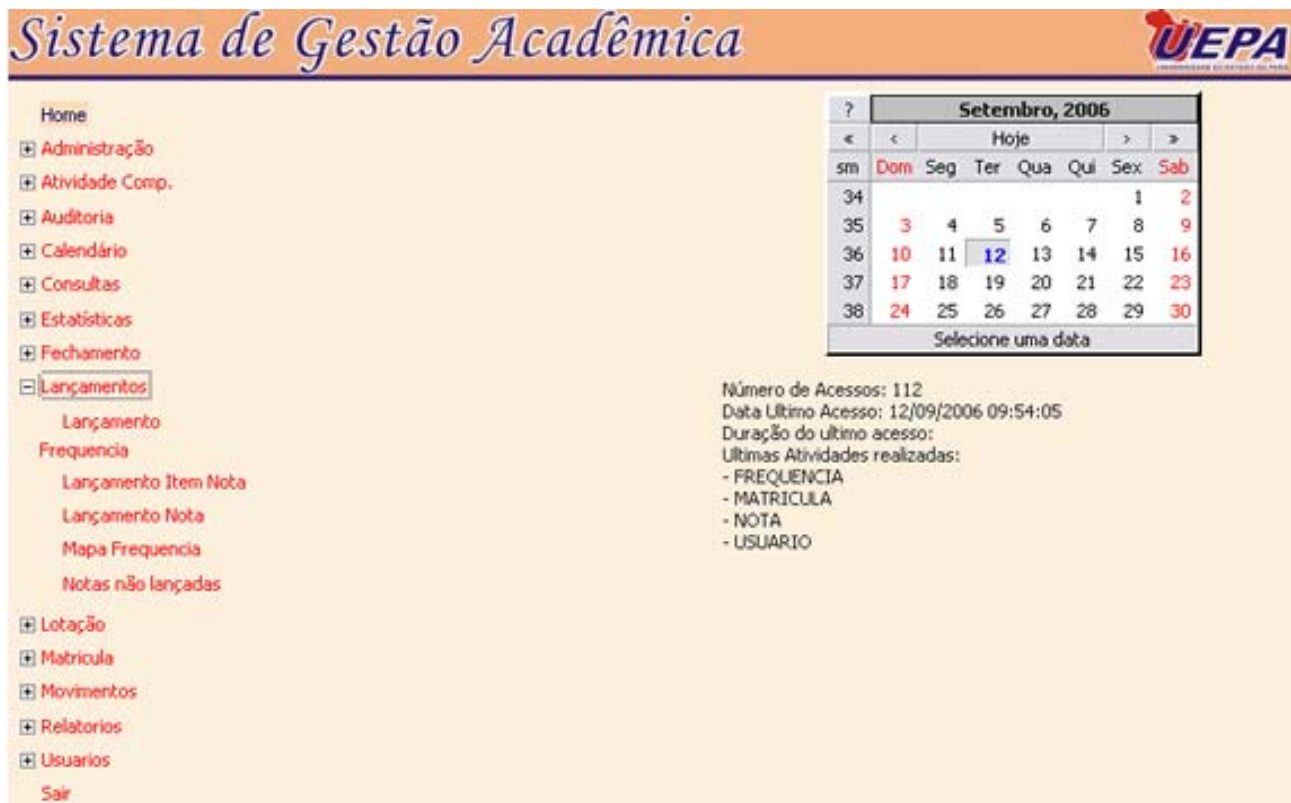 Sistema de Gestão Acadêmica
UEPA
Home
Administração
Atividade Comp.
Auditoria
Calendário
Consultas
Estatísticas
Fechamento
Lançamentos
Lançamento
Frequencia
Lançamento Item Nota
Lançamento Nota
Mapa Frequencia
Notas não lançadas
Lotação
Matricula
Movimentos
Relatorios
Usuarios
Sair
? Setembro, 2006
« ‹ Hoje › »
sm Dom Seg Ter Qua Qui Sex Sab
34 1 2
35 3 4 5 6 7 8 9
36 10 11 12 13 14 15 16
37 17 18 19 20 21 22 23
38 24 25 26 27 28 29 30
Selecione uma data
Número de Acessos: 112
Data Ultimo Acesso: 12/09/2006 09:54:05
Duração do ultimo acesso:
Ultimas Atividades realizadas:
- FREQUENCIA
- MATRICULA
- NOTA
- USUARIO